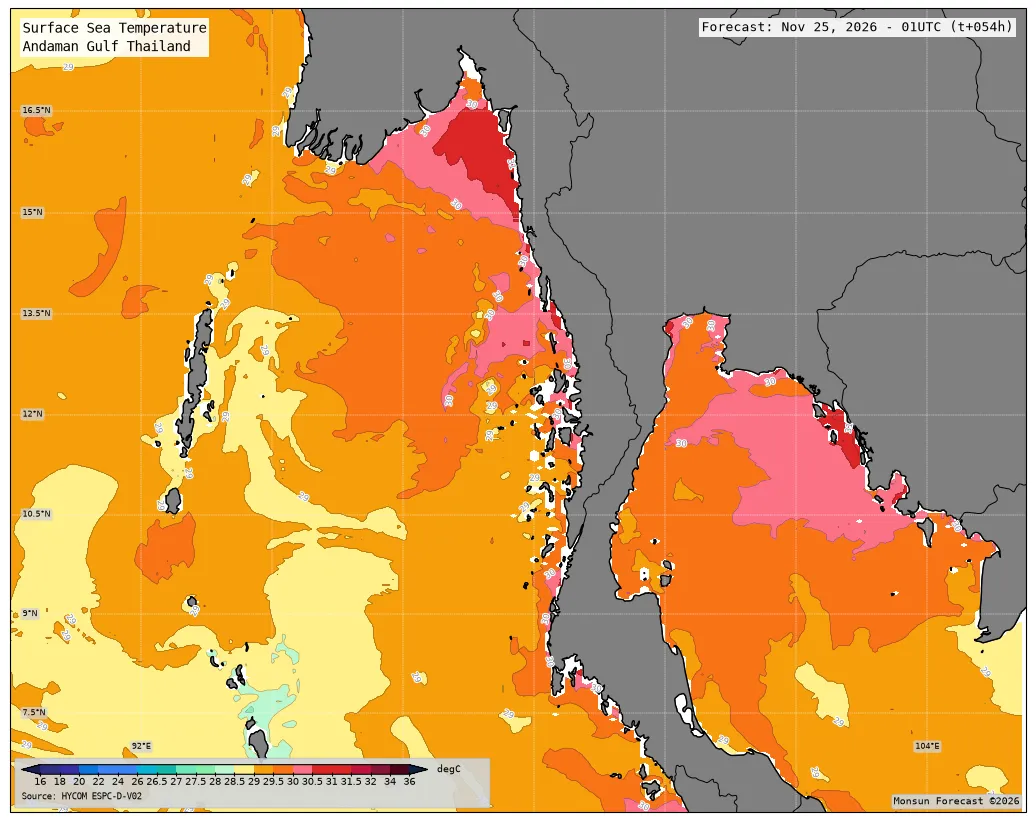 Surface Sea Temperature
Andaman Gulf Thailand
Forecast: Nov 25, 2026 - 01UTC (t+054h)
16.5°N
15°N
13.5°N
12°N
10.5°N
9°N
7.5°N
92°E
104°E
degC
16 18 20 22 24 26 26.5 27 27.5 28 28.5 29 29.5 30 30.5 31 31.5 32 34 36
Source: HYCOM ESPC-D-V02
Monsun Forecast ©2026